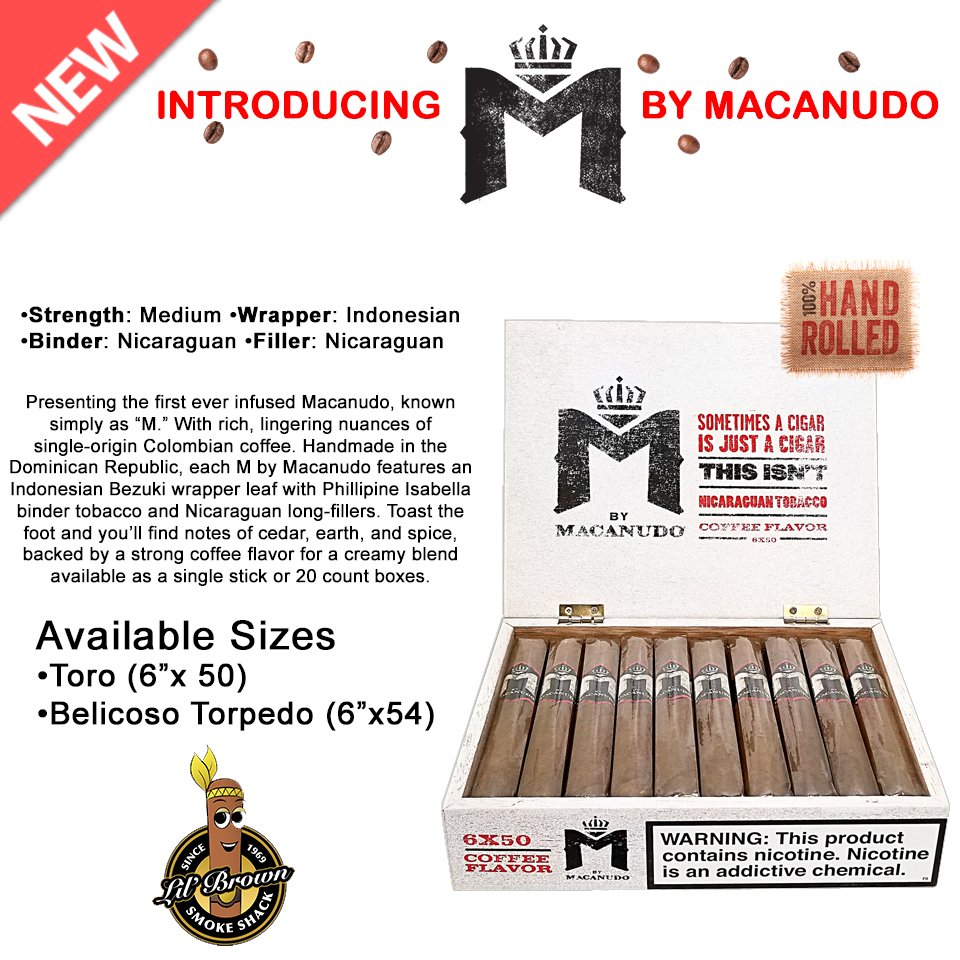 NEW
INTRODUCING M BY MACANUDO
•Strength: Medium •Wrapper: Indonesian
•Binder: Nicaraguan •Filler: Nicaraguan
Presenting the first ever infused Macanudo, known
simply as “M.” With rich, lingering nuances of
single-origin Colombian coffee. Handmade in the
Dominican Republic, each M by Macanudo features an
Indonesian Bezuki wrapper leaf with Phillipine Isabella
binder tobacco and Nicaraguan long-fillers. Toast the
foot and you’ll find notes of cedar, earth, and spice,
backed by a strong coffee flavor for a creamy blend
available as a single stick or 20 count boxes.
Available Sizes
•Toro (6”x 50)
•Belicoso Torpedo (6”x54)
SINCE 1969
Lil' Brown
SMOKE SHACK
100% HAND
ROLLED
M
BY
MACANUDO
SOMETIMES A CIGAR
IS JUST A CIGAR
THIS ISN'T
NICARAGUAN TOBACCO
COFFEE FLAVOR
6X50
6X50
COFFEE
FLAVOR
M
BY
MACANUDO
WARNING: This product
contains nicotine. Nicotine
is an addictive chemical.